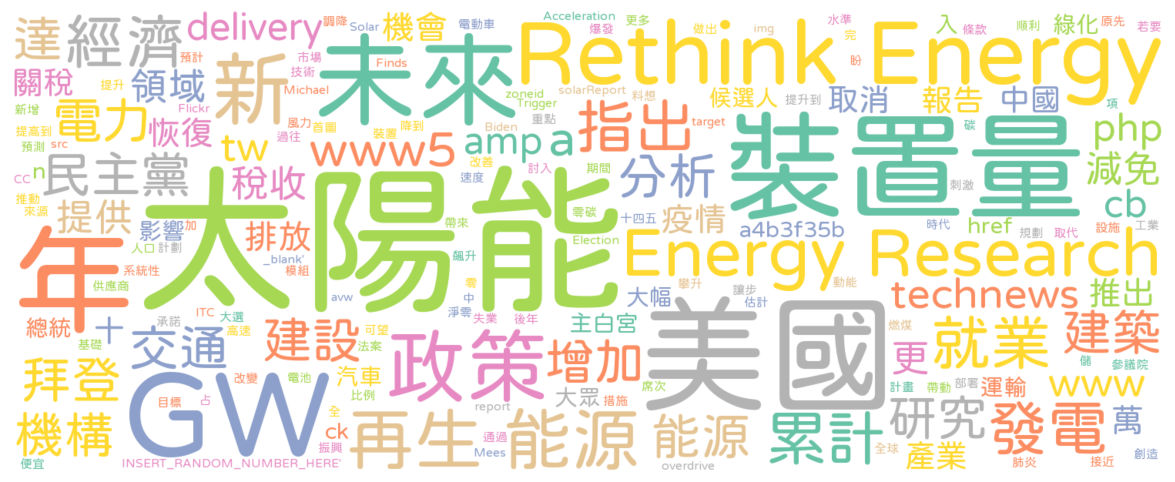 達
經濟
delivery
機會
調降
Solar
電動車
Acceleration
爆發
更多
做出
img
水準
完
入
條款
綠化
順利
原先
若要
預計
市場
技術
Finds
未來
Rethink Energy
盼
關稅
提升
領域
新
Michael
zoneid
Trigger
solarReport
料想
候選人
提升到
取消
報告
中國
新增
電力
恢復
Flickr
風力
首圖
過往
裝置
降到
重點
指出
target
碳
項
php
提高到
src
預測
tw
www5
Biden
amp
a
裝置量
減免
CC
n
民主黨
稅收
改善
速度
討入
期間
分析
刺激
cb
推動
來源
提供
影響
加
太陽能
帶來
零碳
十四五
疫情
a4b3f35b
時代
href
規劃
取代
設施
工業
人口
計劃
排放
Election
Energy Research
年
_blank'
系統性
模組
飆升
供應商
ITC
大選
avw
零
中
淨零
大幅
攀升
讓步
估計
動能
technews
推出
總統
十
承諾
高速
失業
後年
可望
主白宮
燃煤
基礎
交通
建設
法案
政策
增加
美國
更
就業
建築
儲
參議院
拜登
GW
改變
電池
汽車
比例
大眾
席次
計畫
帶動
部署
運輸
www
目標
占
全
report
措施
機構
ck
振興
再生能源
通過
Mees
能源
累計
研究
發電
萬
便宜
INSERT_RANDOM_NUMBER_HERE'
overdrive
全球
產業
肺炎
接近
創造